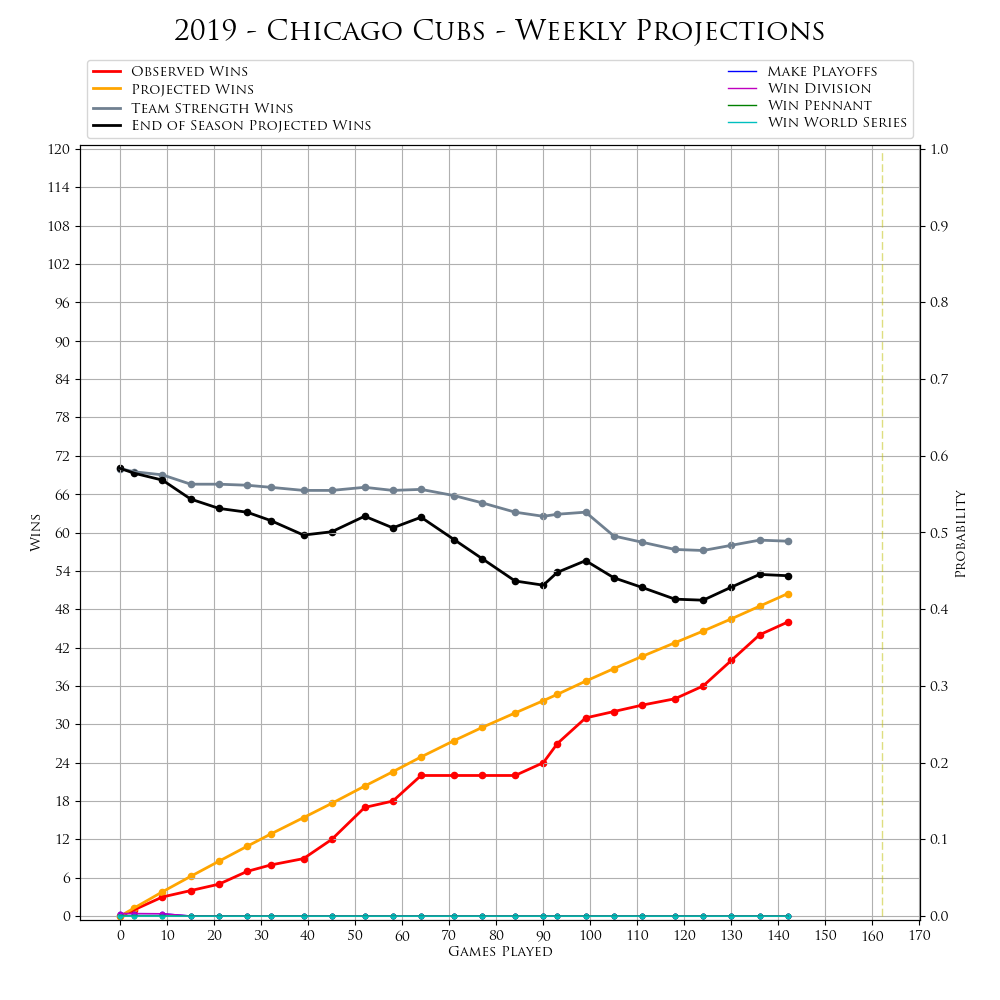 2019 - Chicago Cubs - Weekly Projections
Observed Wins
Projected Wins
Team Strength Wins
End of Season Projected Wins
Make Playoffs
Win Division
Win Pennant
Win World Series
120
114
108
102
96
90
84
78
72
66
60
54
48
42
36
30
24
18
12
6
0
Wins
1.0
0.9
0.8
0.7
0.6
0.5
0.4
0.3
0.2
0.1
0.0
Probability
0 10 20 30 40 50 60 70 80 90 100 110 120 130 140 150 160 170
Games Played